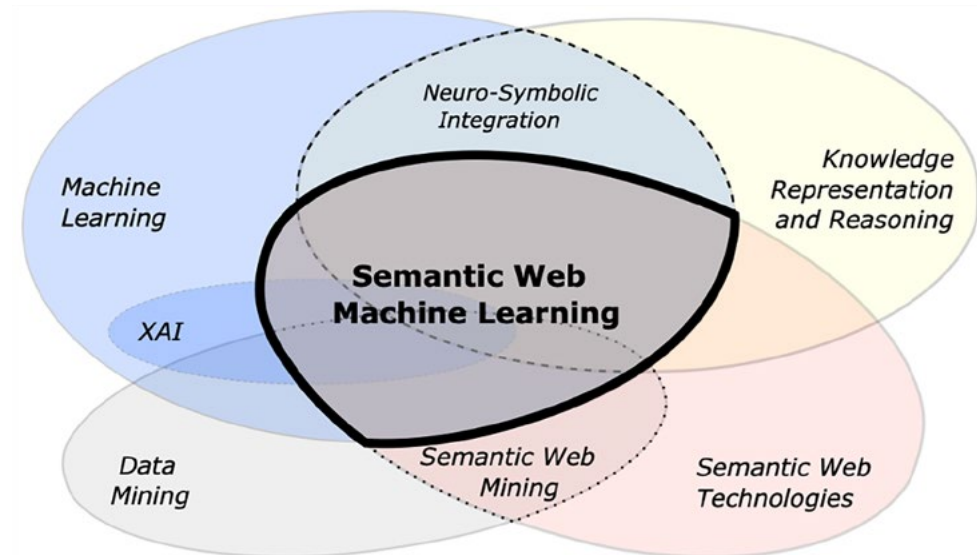 Neuro-Symbolic
Integration
Machine
Learning
Knowledge
Representation
and Reasoning
Semantic Web
Machine Learning
XAI
Data
Mining
Semantic Web
Mining
Semantic Web
Technologies